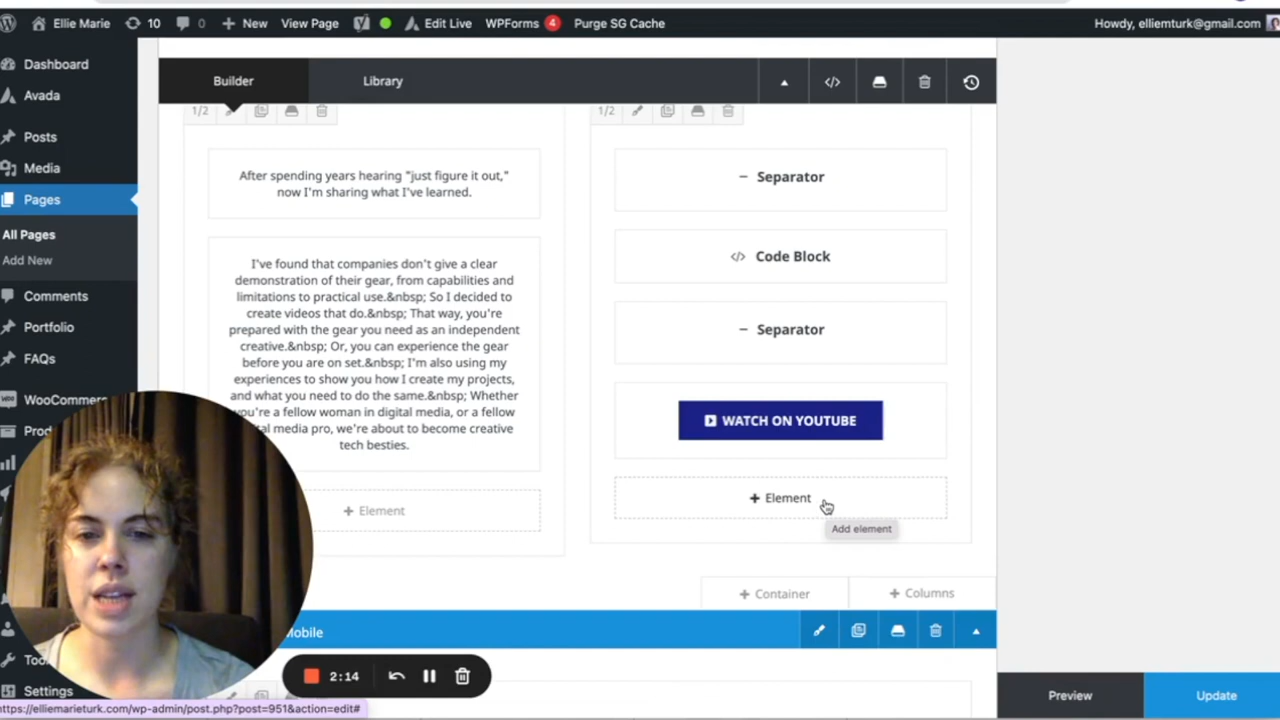 Ellie Marie
10
0
New
View Page
Edit Live
WPForms 4
Purge SG Cache
Howdy, elliemturk@gmail.com
Dashboard
Avada
Posts
Media
Pages
All Pages
Add New
Comments
Portfolio
FAQs
Settings
Builder
Library
1/2
After spending years hearing "just figure it out,"
now I'm sharing what I've learned.
I've found that companies don't give a clear
demonstration of their gear, from capabilities and
limitations to practical use.&nbsp; So I decided to
create videos that do.&nbsp; That way, you're
prepared with the gear you need as an independent
creative.&nbsp; Or, you can experience the gear
before you are on set.&nbsp; I'm also using my
experiences to show you how I create my projects,
and what you need to do the same.&nbsp; Whether
you're a fellow woman in digital media, or a fellow
media pro, we're about to become creative
tech besties.
+ Element
1/2
Separator
</> Code Block
Separator
WATCH ON YOUTUBE
+ Element
Add element
+ Container
+ Columns
Mobile
2:14
https://elliemarieturk.com/wp-admin/post.php?post=951&action=edit#
Preview
Update